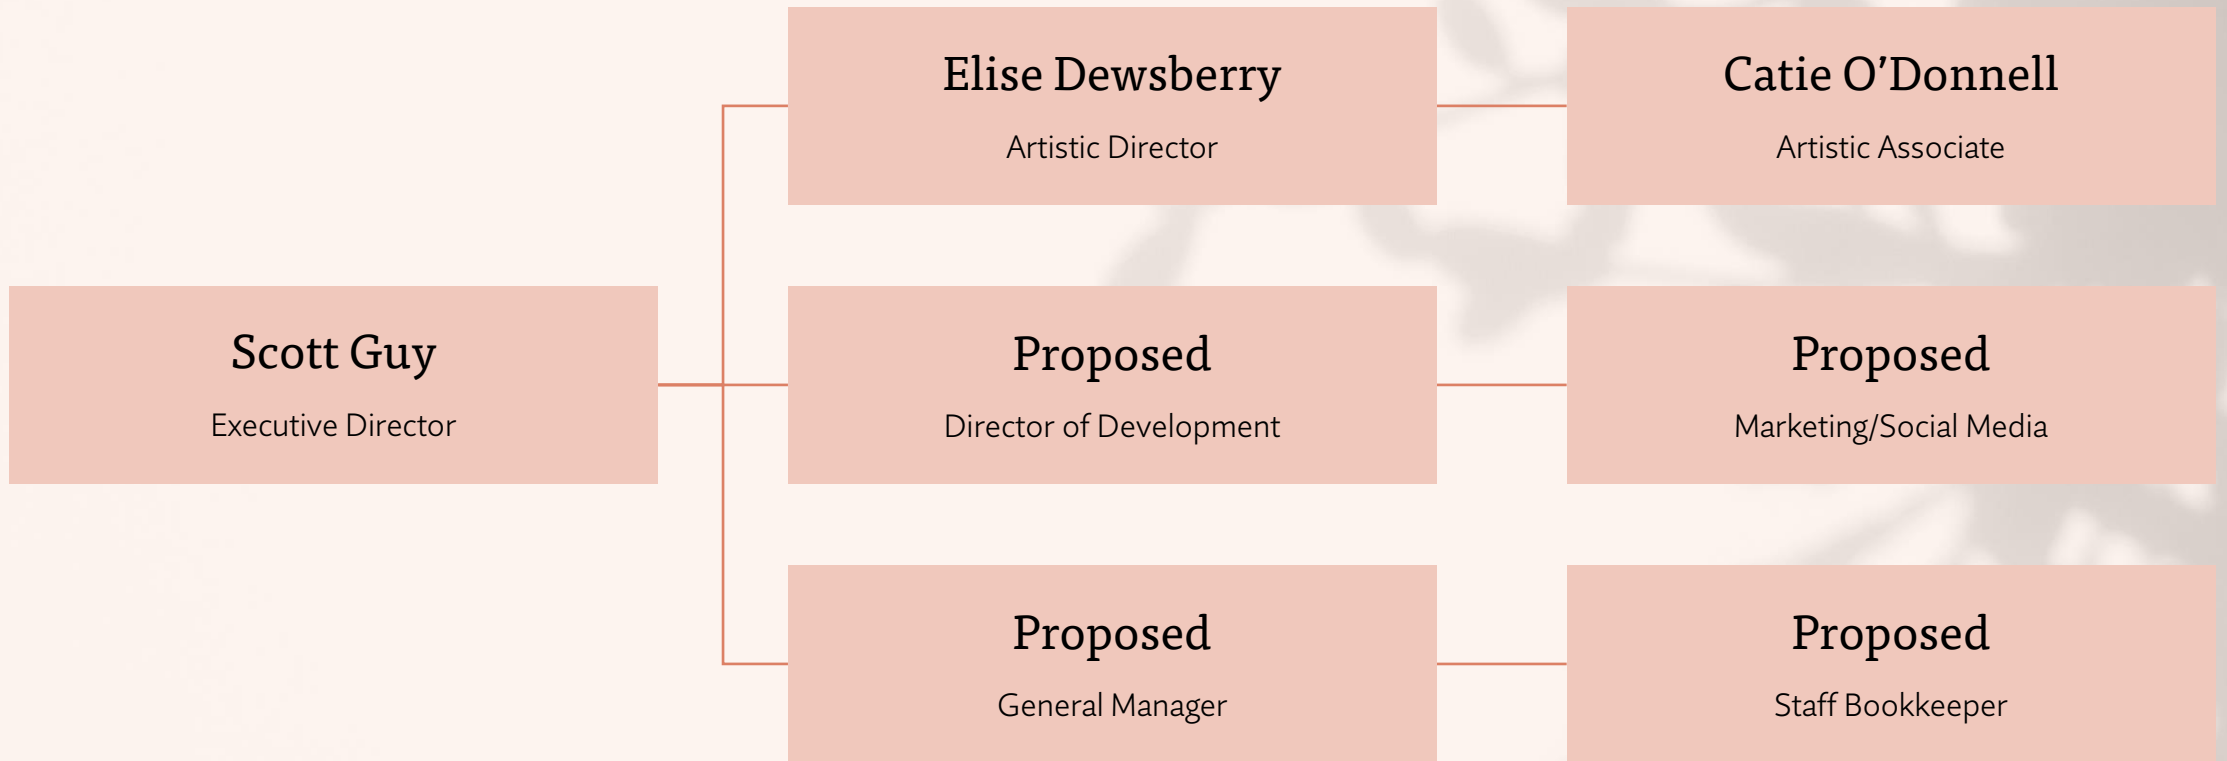 Elise Dewsberry
Artistic Director
Catie O’Donnell
Artistic Associate
Scott Guy
Executive Director
Proposed
Director of Development
Proposed
Marketing/Social Media
Proposed
General Manager
Proposed
Staff Bookkeeper